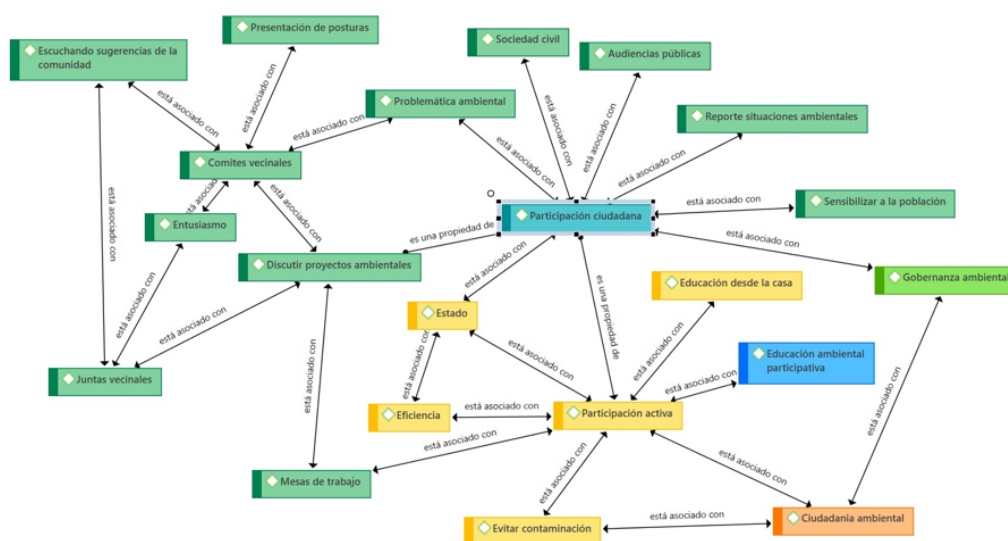 Presentación de posturas
Sociedad civil
Escuchando sugerencias de la
comunidad
Audiencias públicas
está asociado con
está asociado con
está asociado con
está asociado con
Problemática ambiental
Reporte situaciones ambientales
está asociado con
está asociado con
está asociado con
Comites vecinales
está asociado con
está asociado con
está asociado
Sensibilizar a la población
Entusiasmo
Participación ciudadana
está asociado con
es una propiedad de
está asociado con
está asociado con
Discutir proyectos ambientales
está asociado con
Educación desde la casa
Gobernanza ambiental
está asociado con
es una propiedad de
Estado
está asociado con
está asociado con
está asociado con
está asociado con
Educación ambiental
participativa
está asociado con
Juntas vecinales
está asociado con
está asociado con
Eficiencia
está asociado con
Participación activa
está asociado con
está asociado con
está asociado con
Mesas de trabajo
está asociado con
Evitar contaminación
está asociado con
Ciudadania ambiental